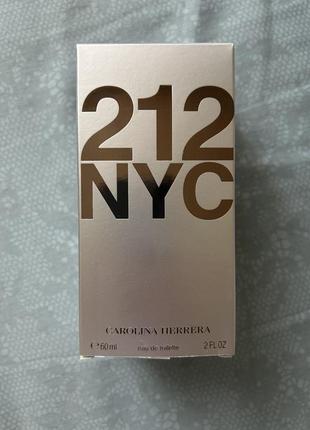 212
NYC
CAROLINA HERRERA
℮ 60 ml eau de toilette 2 FL OZ